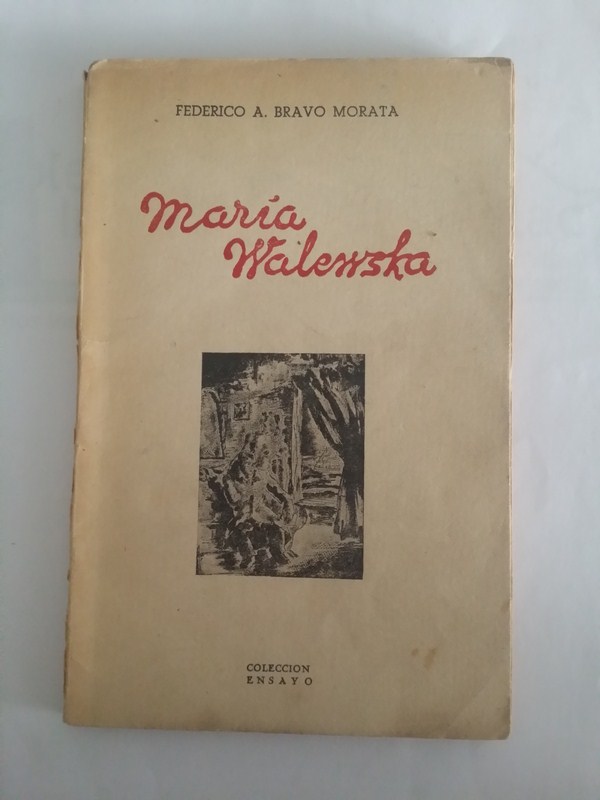 FEDERICO A. BRAVO MORATA
María
Walewska
COLECCION
ENSAYO